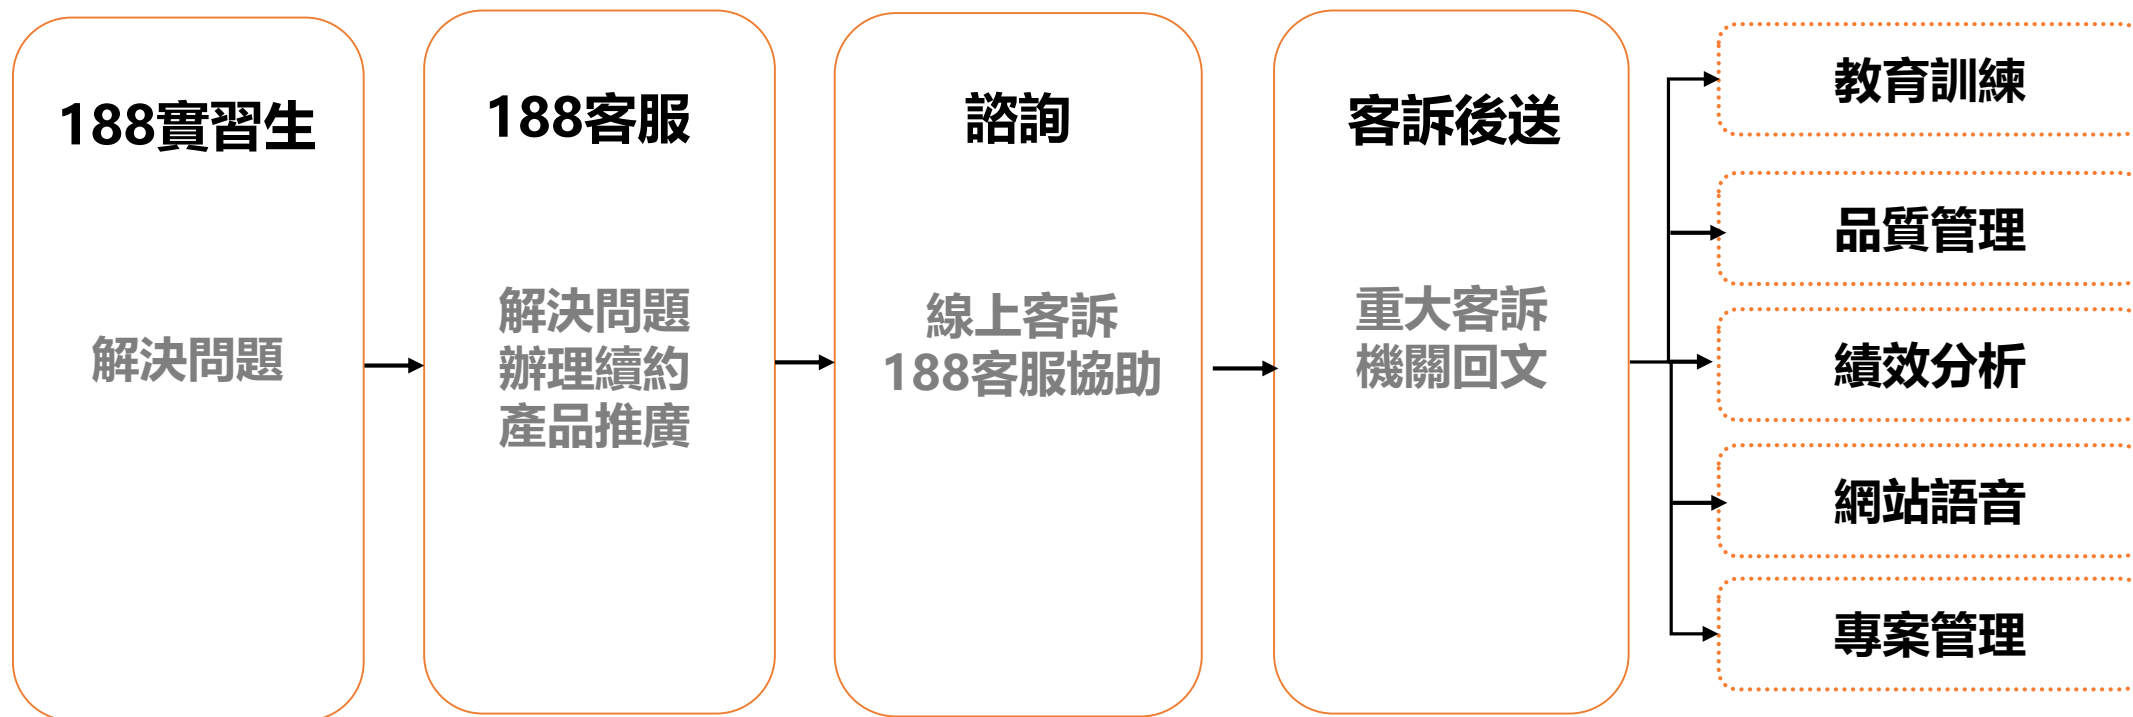 188實習生
解決問題
188客服
解決問題
辦理續約
產品推廣
諮詢
線上客訴
188客服協助
客訴後送
重大客訴
機關回文
教育訓練
品質管理
績效分析
網站語音
專案管理